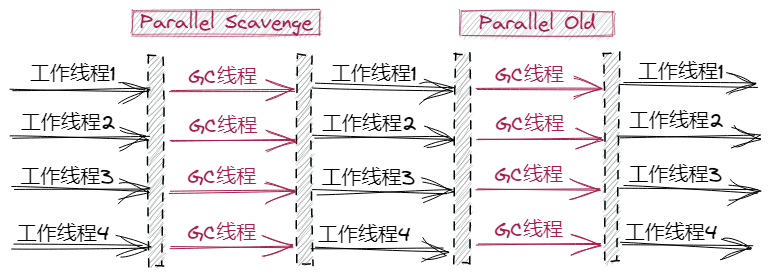 Parallel Scavenge Parallel Old
工作线程1 GC线程 工作线程1 GC线程 工作线程1
工作线程2 GC线程 工作线程2 GC线程 工作线程2
工作线程3 GC线程 工作线程3 GC线程 工作线程3
工作线程4 GC线程 工作线程4 GC线程 工作线程4